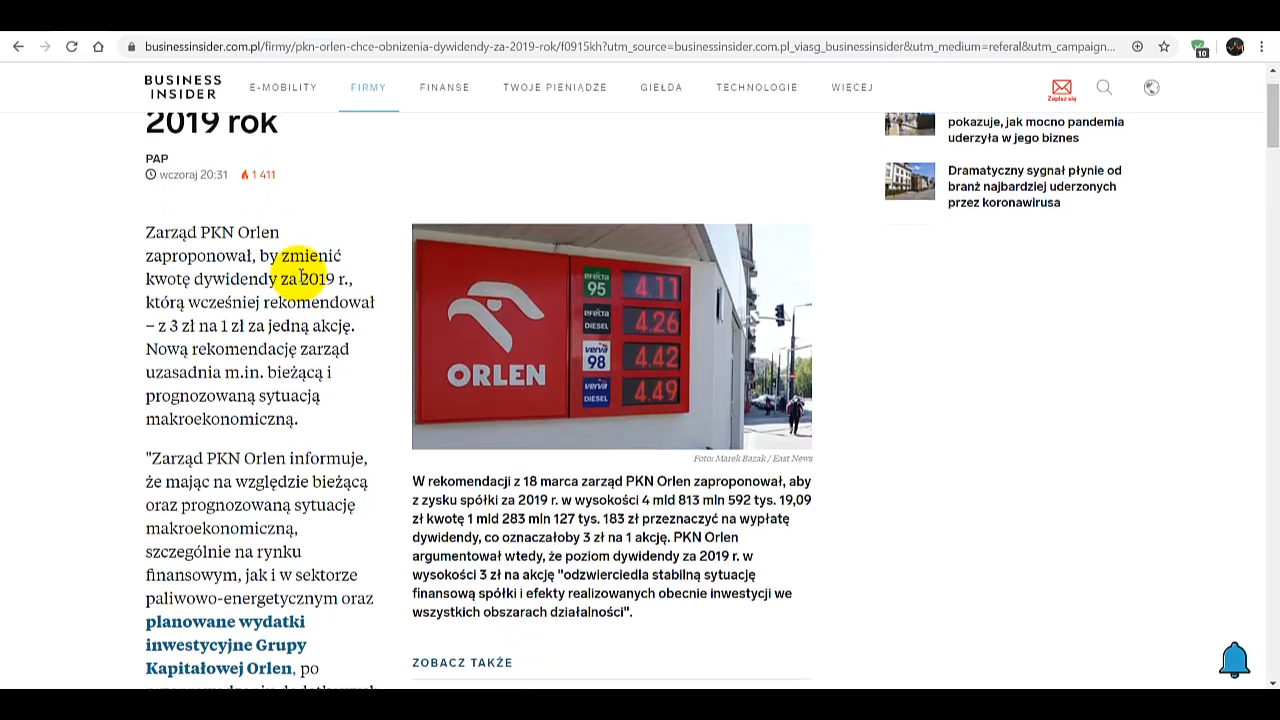 businessinsider.com.pl/firmy/pkn-orlen-chce-obnizenia-dywidendy-za-2019-rok/f0915kh?utm_source=businessinsider.com.pl_viasg_businessinsider&utm_medium=referal&utm_campaign...
10
BUSINESS
INSIDER
E-MOBILITY
FIRMY
FINANSE
TWOJE PIENIĄDZE
GIEŁDA
TECHNOLOGIE
WIĘCEJ
Zapisz się
2019 rok
PAP
wczoraj 20:31
1 411
Zarząd PKN Orlen
zaproponował, by zmienić
kwotę dywidendy za 2019 r.,
którą wcześniej rekomendował
– z 3 zł na 1 zł za jedną akcję.
Nową rekomendację zarząd
uzasadnia m.in. bieżącą i
prognozowaną sytuacją
makroekonomiczną.
"Zarząd PKN Orlen informuje,
że mając na względzie bieżącą
oraz prognozowaną sytuację
makroekonomiczną,
szczególnie na rynku
finansowym, jak i w sektorze
paliwowo-energetycznym oraz
planowane wydatki
inwestycyjne Grupy
Kapitałowej Orlen, po
ORLEN
efecta
95
4.11
efecta
DIESEL
4.26
verva
98
4.42
verva
DIESEL
4.49
Foto: Marek Bazak / East News
W rekomendacji z 18 marca zarząd PKN Orlen zaproponował, aby
z zysku spółki za 2019 r. w wysokości 4 mld 813 mln 592 tys. 19,09
zł kwotę 1 mld 283 mln 127 tys. 183 zł przeznaczyć na wypłatę
dywidendy, co oznaczałoby 3 zł na 1 akcję. PKN Orlen
argumentował wtedy, że poziom dywidendy za 2019 r. w
wysokości 3 zł na akcję "odzwierciedla stabilną sytuację
finansową spółki i efekty realizowanych obecnie inwestycji we
wszystkich obszarach działalności".
ZOBACZ TAKŻE
pokazuje, jak mocno pandemia
uderzyła w jego biznes
Dramatyczny sygnał płynie od
branż najbardziej uderzonych
przez koronawirusa